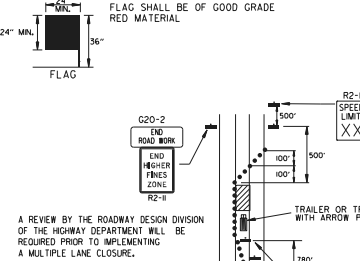 24"
MIN.
FLAG SHALL BE OF GOOD GRADE
RED MATERIAL
24" MIN.
36"
FLAG
R2-1
SPEED
LIMIT
XX
500'
G20-2
END
ROAD WORK
END
HIGHER
FINES
ZONE
R2-11
100'
100'
500'
TRAILER OR
WITH ARROW
A REVIEW BY THE ROADWAY DESIGN DIVISION
OF THE HIGHWAY DEPARTMENT WILL BE
REQUIRED PRIOR TO IMPLEMENTING
A MULTIPLE LANE CLOSURE.
780'